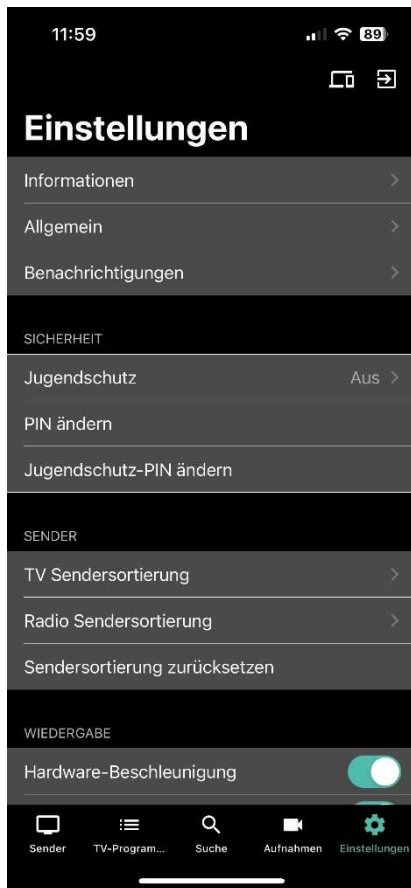 11:59
89
Einstellungen
Informationen
Allgemein
Benachrichtigungen
SICHERHEIT
Jugendschutz Aus
PIN ändern
Jugendschutz-PIN ändern
SENDER
TV Sendersortierung
Radio Sendersortierung
Sendersortierung zurücksetzen
WIEDERGABE
Hardware-Beschleunigung
Sender TV-Program... Suche Aufnahmen Einstellungen